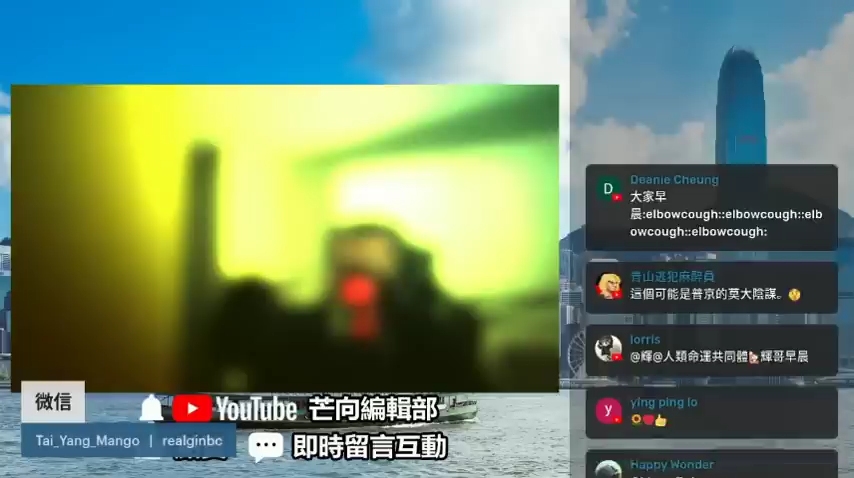 微信
Tai_Yang_Mango | realginbc
YouTube 芒向編輯部
即時留言互動
D
Deanie Cheung
大家早
晨:elbowcough::elbowcough::elb
owcough::elbowcough:
青山逃犯麻醉員
這個可能是普京的莫大陰謀。
lorris
@輝@人類命運共同體 輝哥早晨
y
ying ping lo
Happy Wonder